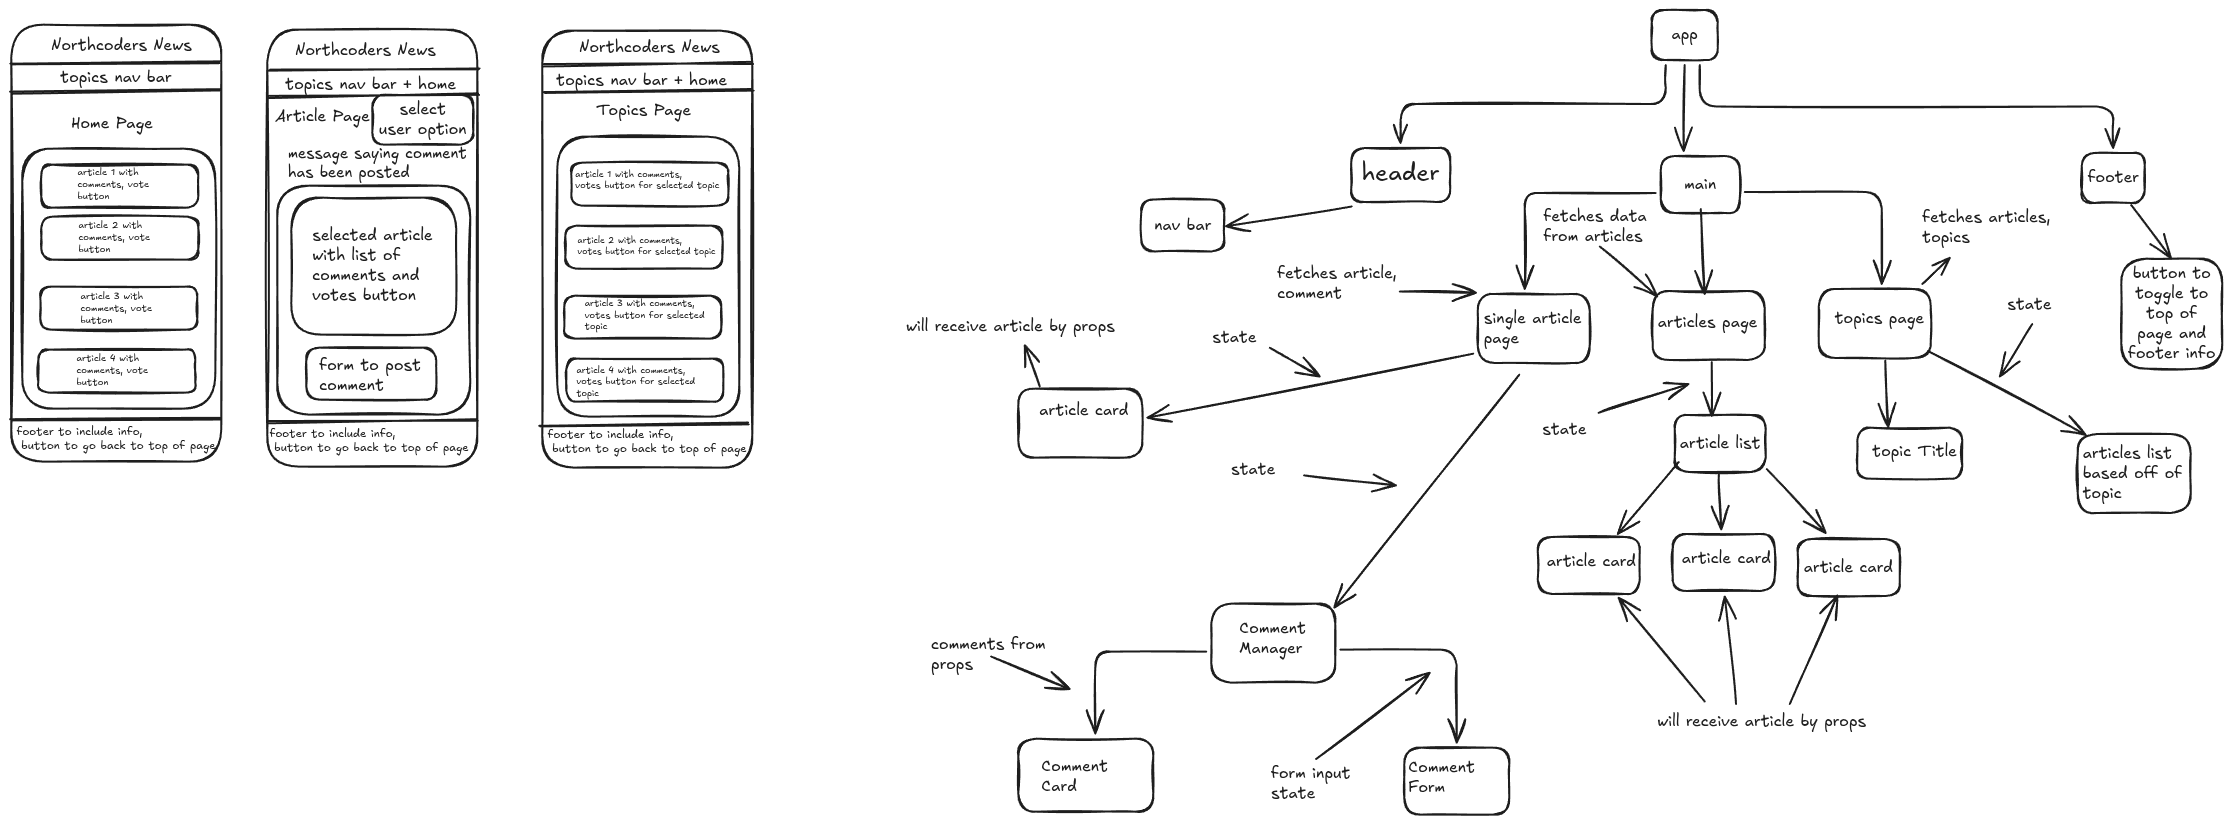 Northcoders News
topics nav bar
Home Page
article 1 with
comments, vote
button
article 2 with
comments, vote
button
article 3 with
comments, vote
button
article 4 with
comments, vote
button
footer to include info,
button to go back to top of page
Northcoders News
topics nav bar + home
Article Page
select
user option
message saying comment
has been posted
selected article
with list of
comments and
votes button
form to post
comment
footer to include info,
button to go back to top of page
Northcoders News
topics nav bar + home
Topics Page
article 1 with comments,
votes button for selected topic
article 2 with comments,
votes button for selected topic
article 3 with comments,
votes button for selected
topic
article 4 with comments,
votes button for selected
topic
footer to include info,
button to go back to top of page
app
header
main
footer
nav bar
fetches data
from articles
fetches articles,
topics
button to
toggle to
top of
page and
footer info
fetches article,
comment
single article
page
articles page
topics page
state
will receive article by props
state
article card
state
article list
topic Title
articles list
based off of
topic
state
article card
article card
article card
will receive article by props
Comment
Manager
comments from
props
Comment
Card
form input
state
Comment
Form